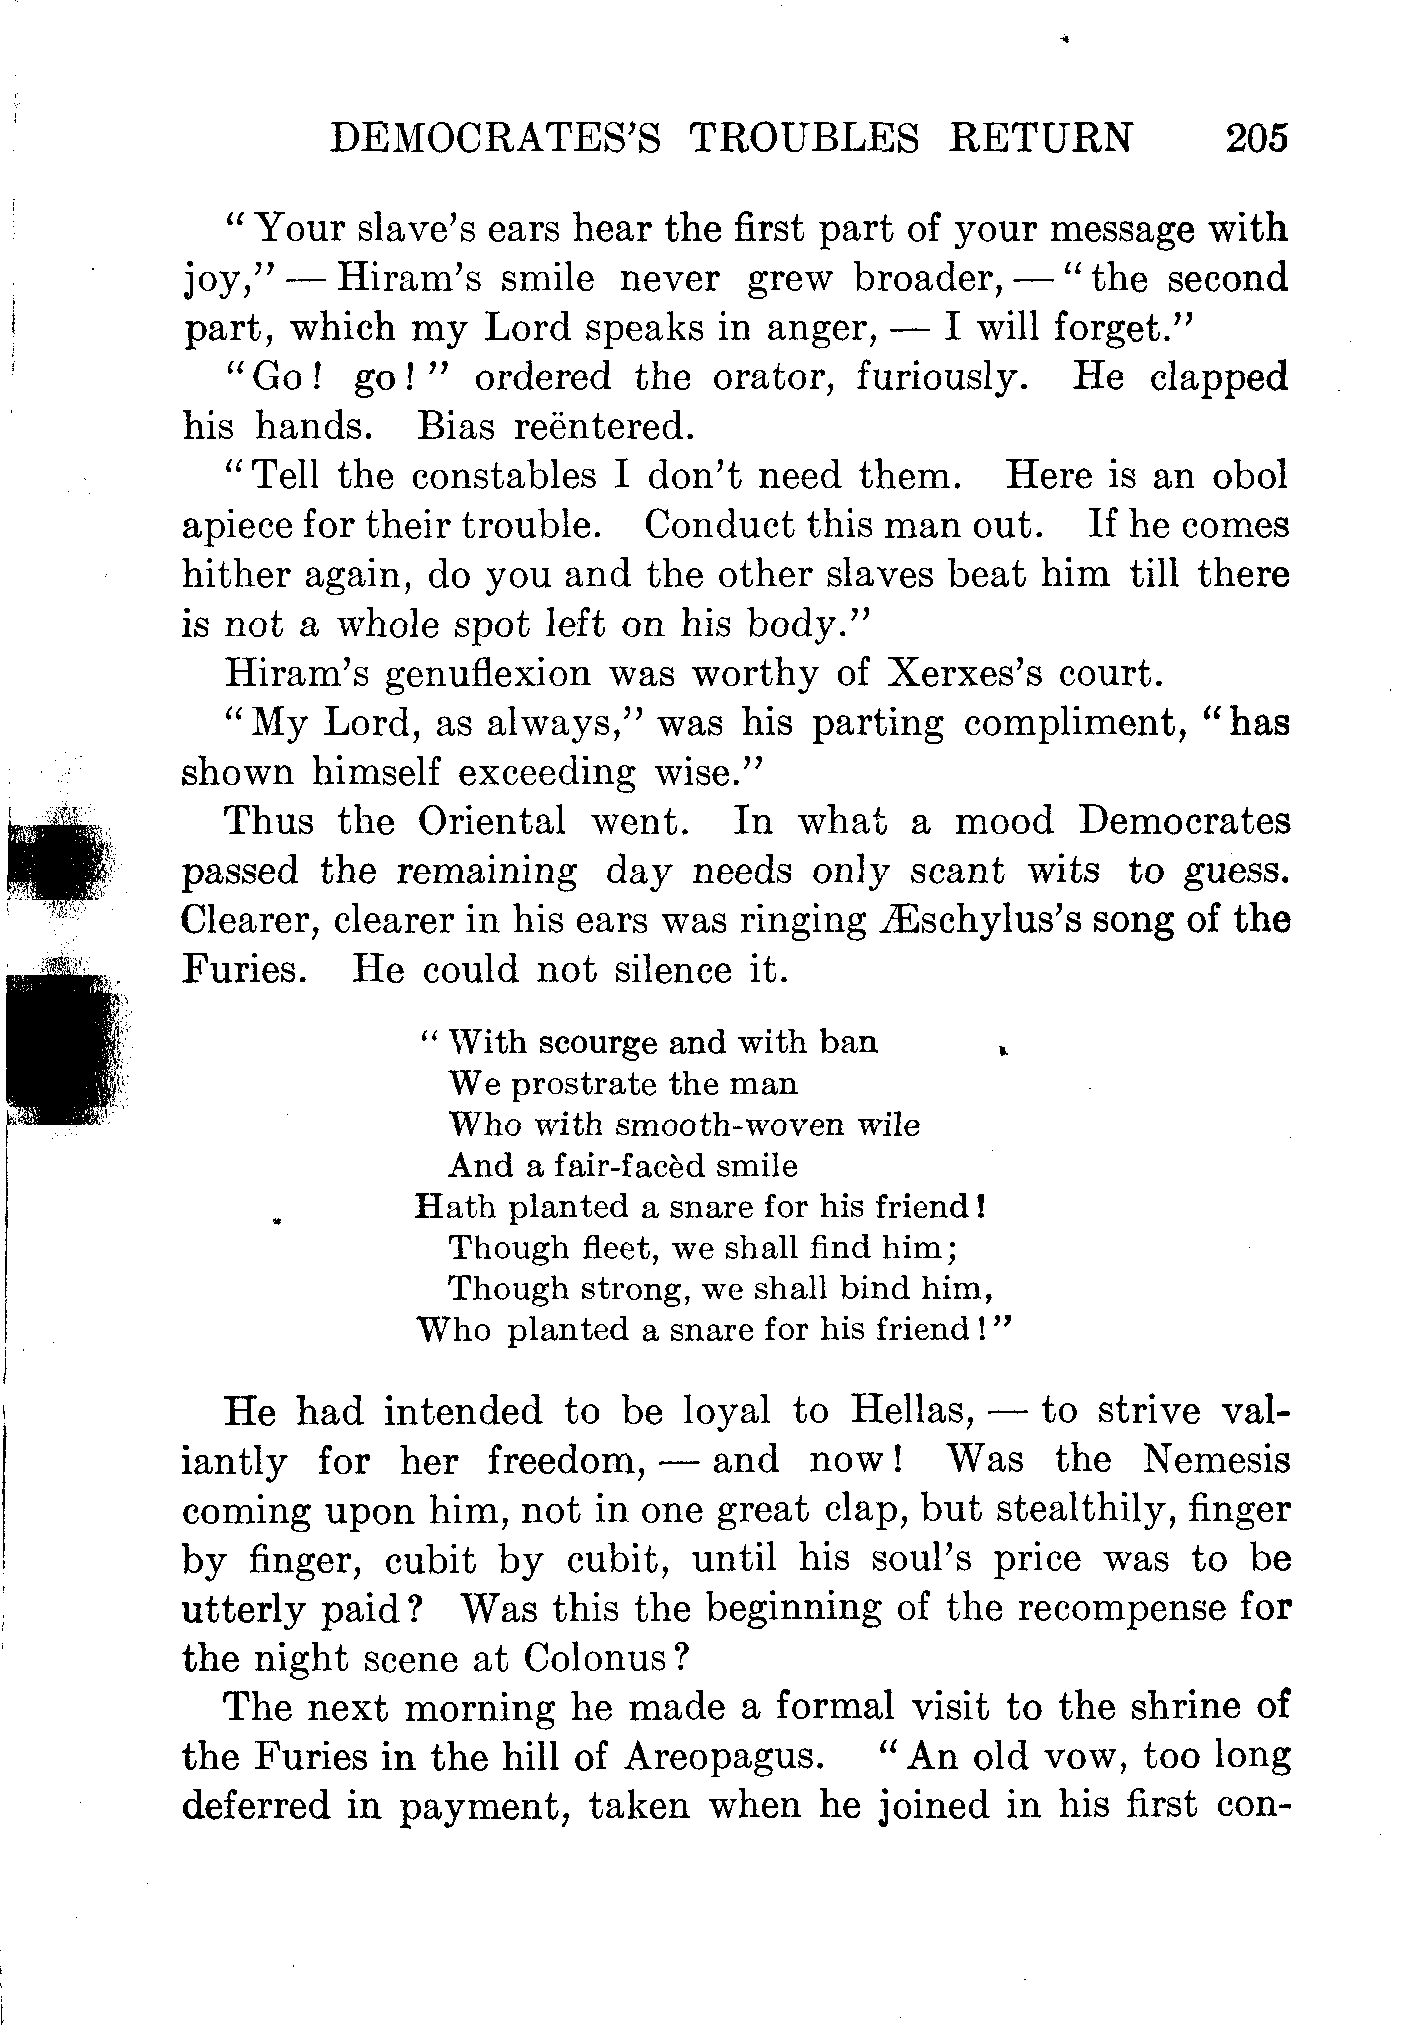 DEMOCRATES'S TROUBLES RETURN 205
"Your slave's ears hear the first part of your message with
joy," — Hiram's smile never grew broader, — "the second
part, which my Lord speaks in anger, — I will forget."
"Go! go!" ordered the orator, furiously. He clapped
his hands. Bias reëntered.
"Tell the constables I don't need them. Here is an obol
apiece for their trouble. Conduct this man out. If he comes
hither again, do you and the other slaves beat him till there
is not a whole spot left on his body."
Hiram's genuflexion was worthy of Xerxes's court.
"My Lord, as always," was his parting compliment, "has
shown himself exceeding wise."
Thus the Oriental went. In what a mood Democrates
passed the remaining day needs only scant wits to guess.
Clearer, clearer in his ears was ringing Æschylus's song of the
Furies. He could not silence it.
"With scourge and with ban
We prostrate the man
Who with smooth-woven wile
And a fair-facèd smile
Hath planted a snare for his friend!
Though fleet, we shall find him;
Though strong, we shall bind him,
Who planted a snare for his friend!"
He had intended to be loyal to Hellas, — to strive val-
iantly for her freedom, — and now! Was the Nemesis
coming upon him, not in one great clap, but stealthily, finger
by finger, cubit by cubit, until his soul's price was to be
utterly paid? Was this the beginning of the recompense for
the night scene at Colonus?
The next morning he made a formal visit to the shrine of
the Furies in the hill of Areopagus. "An old vow, too long
deferred in payment, taken when he joined in his first con-